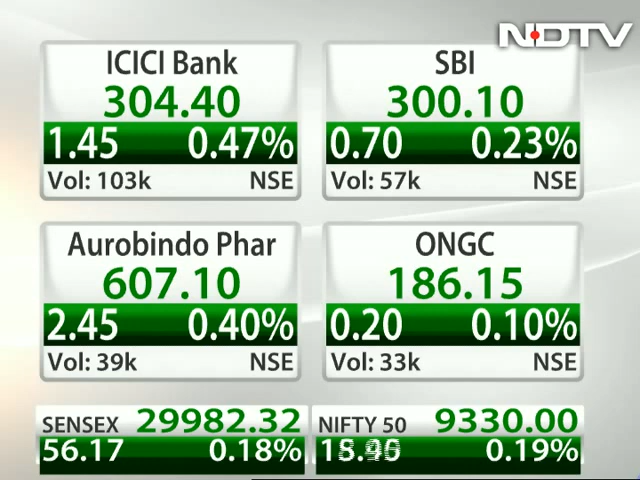 NDTV
ICICI Bank
304.40
1.45 0.47%
Vol: 103k NSE
SBI
300.10
0.70 0.23%
Vol: 57k NSE
Aurobindo Phar
607.10
2.45 0.40%
Vol: 39k NSE
ONGC
186.15
0.20 0.10%
Vol: 33k NSE
SENSEX 29982.32
56.17 0.18%
NIFTY 50 9330.00
0.19%